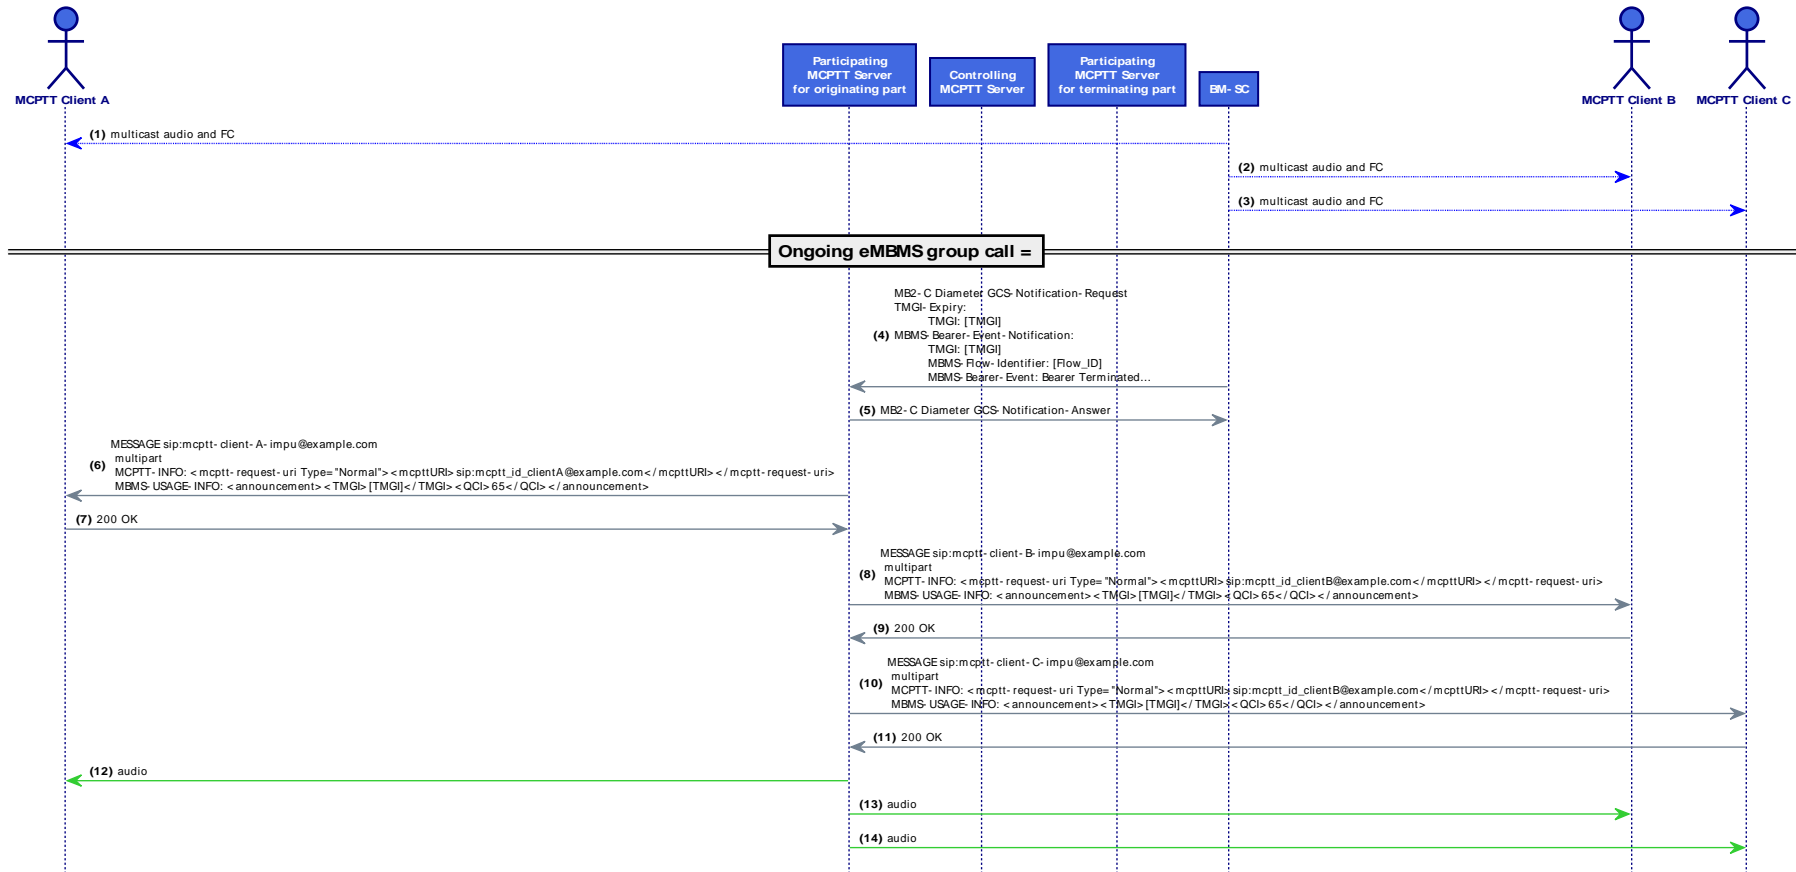 MCPTT Client A
Participating
MCPTT Server
for originating part
Controlling
MCPTT Server
Participating
MCPTT Server
for terminating part
BM-SC
MCPTT Client B
MCPTT Client C
(1) multicast audio and FC
(2) multicast audio and FC
(3) multicast audio and FC
Ongoing eMBMS group call =
MB2-C Diameter GCS-Notification-Request
TMGI-Expiry:
TMGI: [TMGI]
(4) MBMS-Bearer-Event-Notification:
TMGI: [TMGI]
MBMS-Flow-Identifier: [Flow_ID]
MBMS-Bearer-Event: Bearer Terminated...
(5) MB2-C Diameter GCS-Notification-Answer
MESSAGE sip:mcptt-client-A-impu@example.com
multipart
(6) MCPTT-INFO: <mcptt-request-uri Type="Normal"><mcpttURI>sip:mcptt_id_clientA@example.com</mcpttURI></mcptt-request-uri>
MBMS-USAGE-INFO: <announcement><TMGI>[TMGI]</TMGI><QCI>65</QCI></announcement>
(7) 200 OK
MESSAGE sip:mcptt-client-B-impu@example.com
multipart
(8) MCPTT-INFO: <mcptt-request-uri Type="Normal"><mcpttURI>sip:mcptt_id_clientB@example.com</mcpttURI></mcptt-request-uri>
MBMS-USAGE-INFO: <announcement><TMGI>[TMGI]</TMGI><QCI>65</QCI></announcement>
(9) 200 OK
MESSAGE sip:mcptt-client-C-impu@example.com
multipart
(10) MCPTT-INFO: <mcptt-request-uri Type="Normal"><mcpttURI>sip:mcptt_id_clientB@example.com</mcpttURI></mcptt-request-uri>
MBMS-USAGE-INFO: <announcement><TMGI>[TMGI]</TMGI><QCI>65</QCI></announcement>
(11) 200 OK
(12) audio
(13) audio
(14) audio